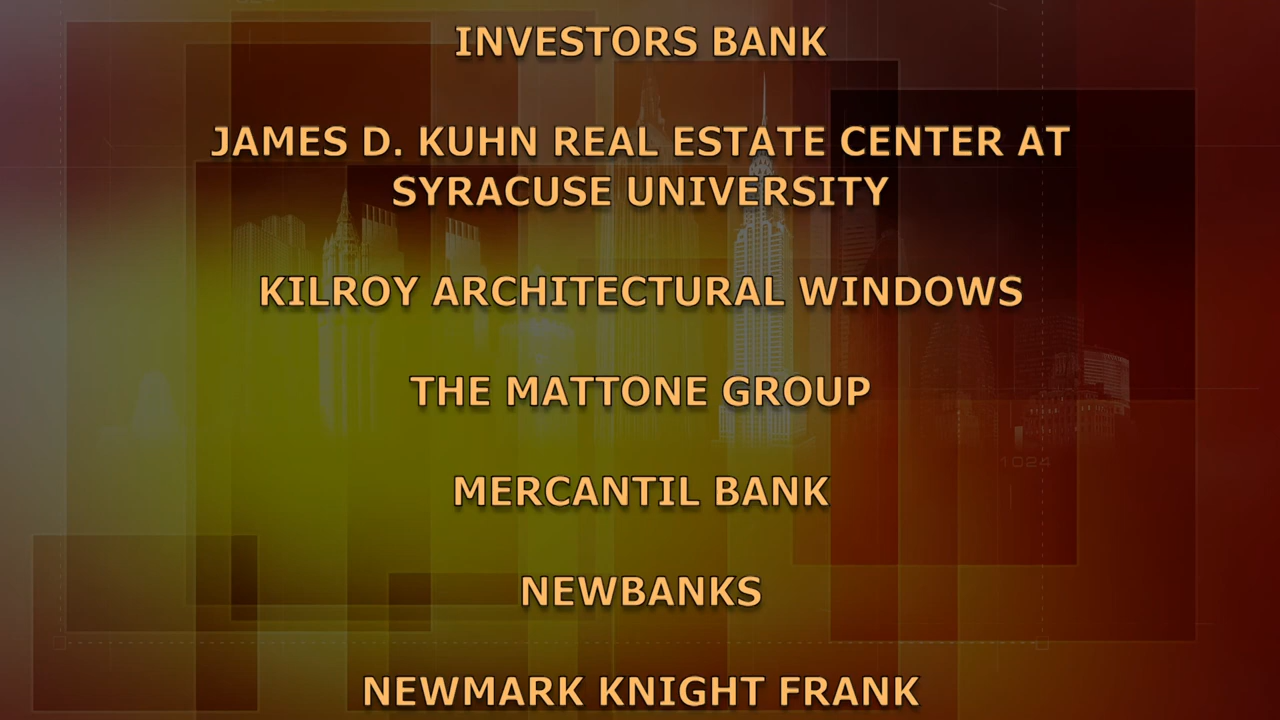 INVESTORS BANK
JAMES D. KUHN REAL ESTATE CENTER AT
SYRACUSE UNIVERSITY
KILROY ARCHITECTURAL WINDOWS
THE MATTONE GROUP
1024
MERCANTIL BANK
NEWBANKS
NEWMARK KNIGHT FRANK